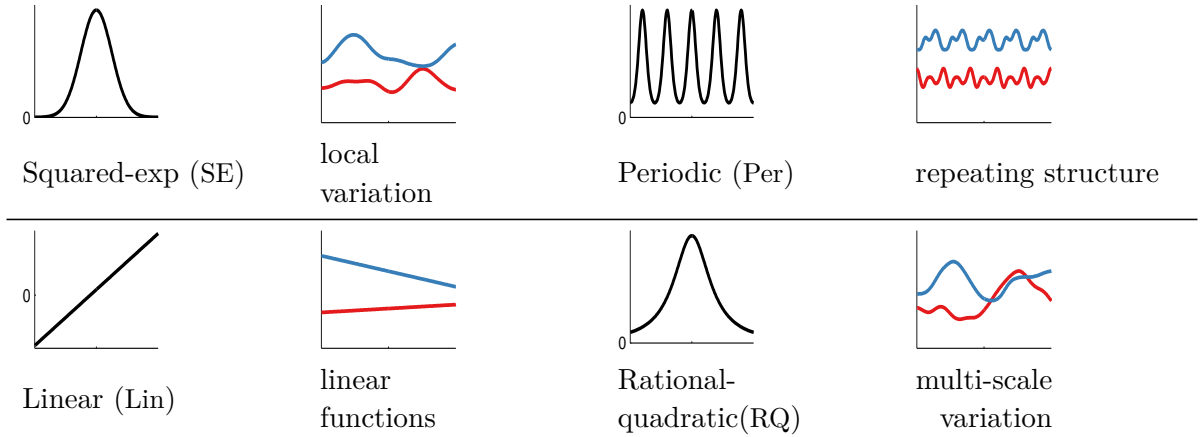 0
0
Squared-exp (SE)
local
variation
Periodic (Per)
repeating structure
0
0
Linear (Lin)
linear
functions
Rational-
quadratic(RQ)
multi-scale
variation